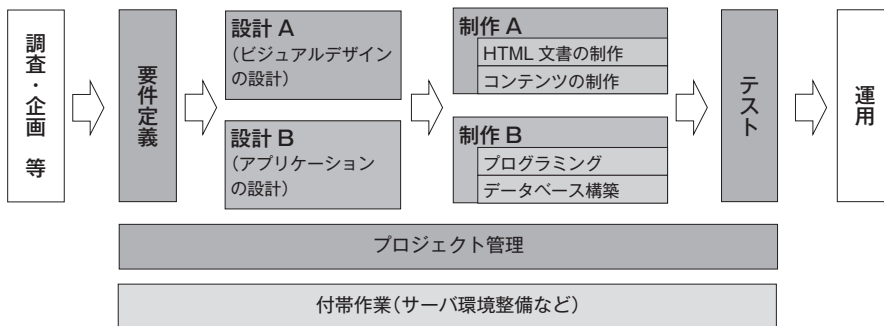 調査・企画 等
要件定義
設計 A
(ビジュアルデザイン
の設計)
設計 B
(アプリケーション
の設計)
制作 A
HTML 文書の制作
コンテンツの制作
制作 B
プログラミング
データベース構築
テスト
運用
プロジェクト管理
付帯作業(サーバ環境整備など)